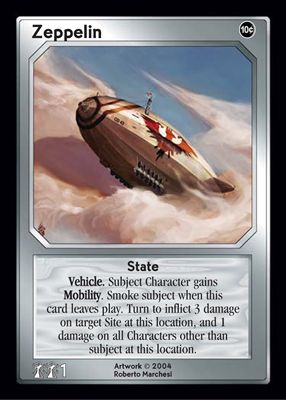 Zeppelin
10¢
State
Vehicle. Subject Character gains
Mobility. Smoke subject when this
card leaves play. Turn to inflict 3 damage
on target Site at this location, and 1
damage on all Characters other than
subject at this location.
1
Artwork © 2004
Roberto Marchesi